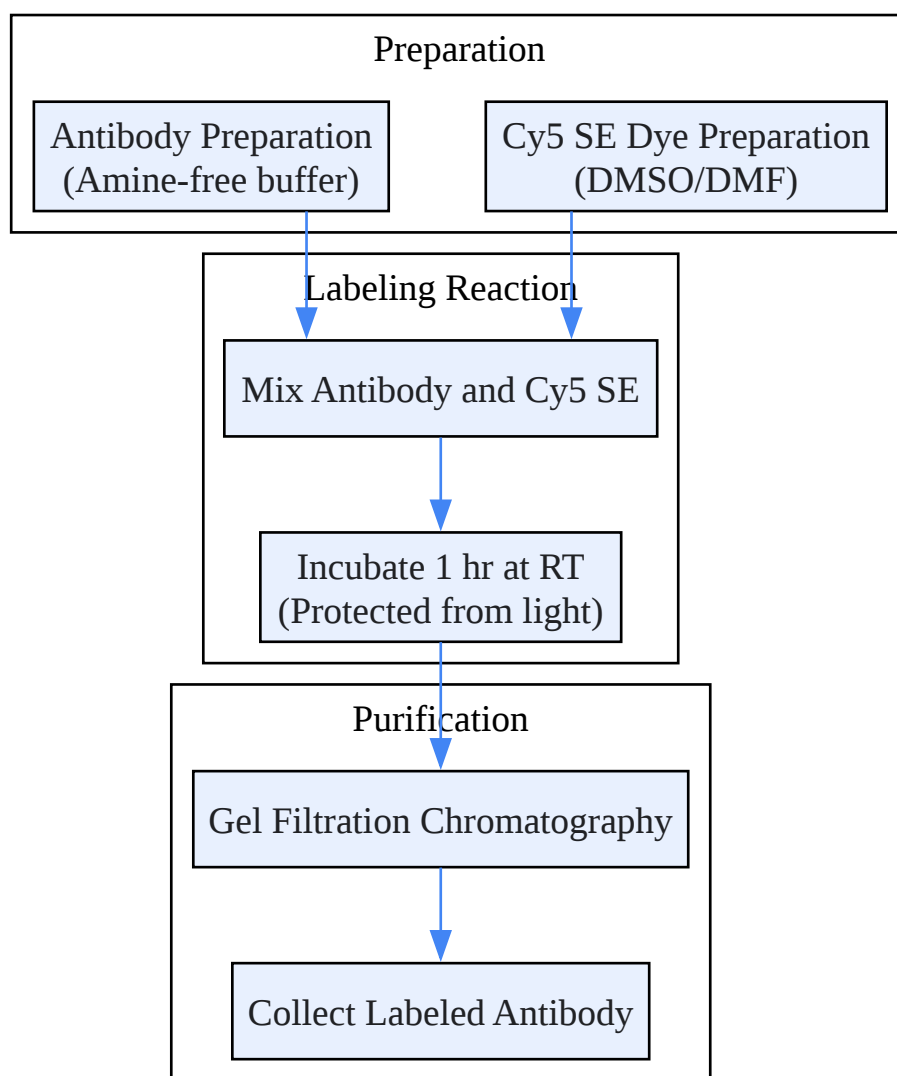 Preparation
Antibody Preparation
(Amine-free buffer)
Cy5 SE Dye Preparation
(DMSO/DMF)
Labeling Reaction
Mix Antibody and Cy5 SE
Incubate 1 hr at RT
(Protected from light)
Purification
Gel Filtration Chromatography
Collect Labeled Antibody